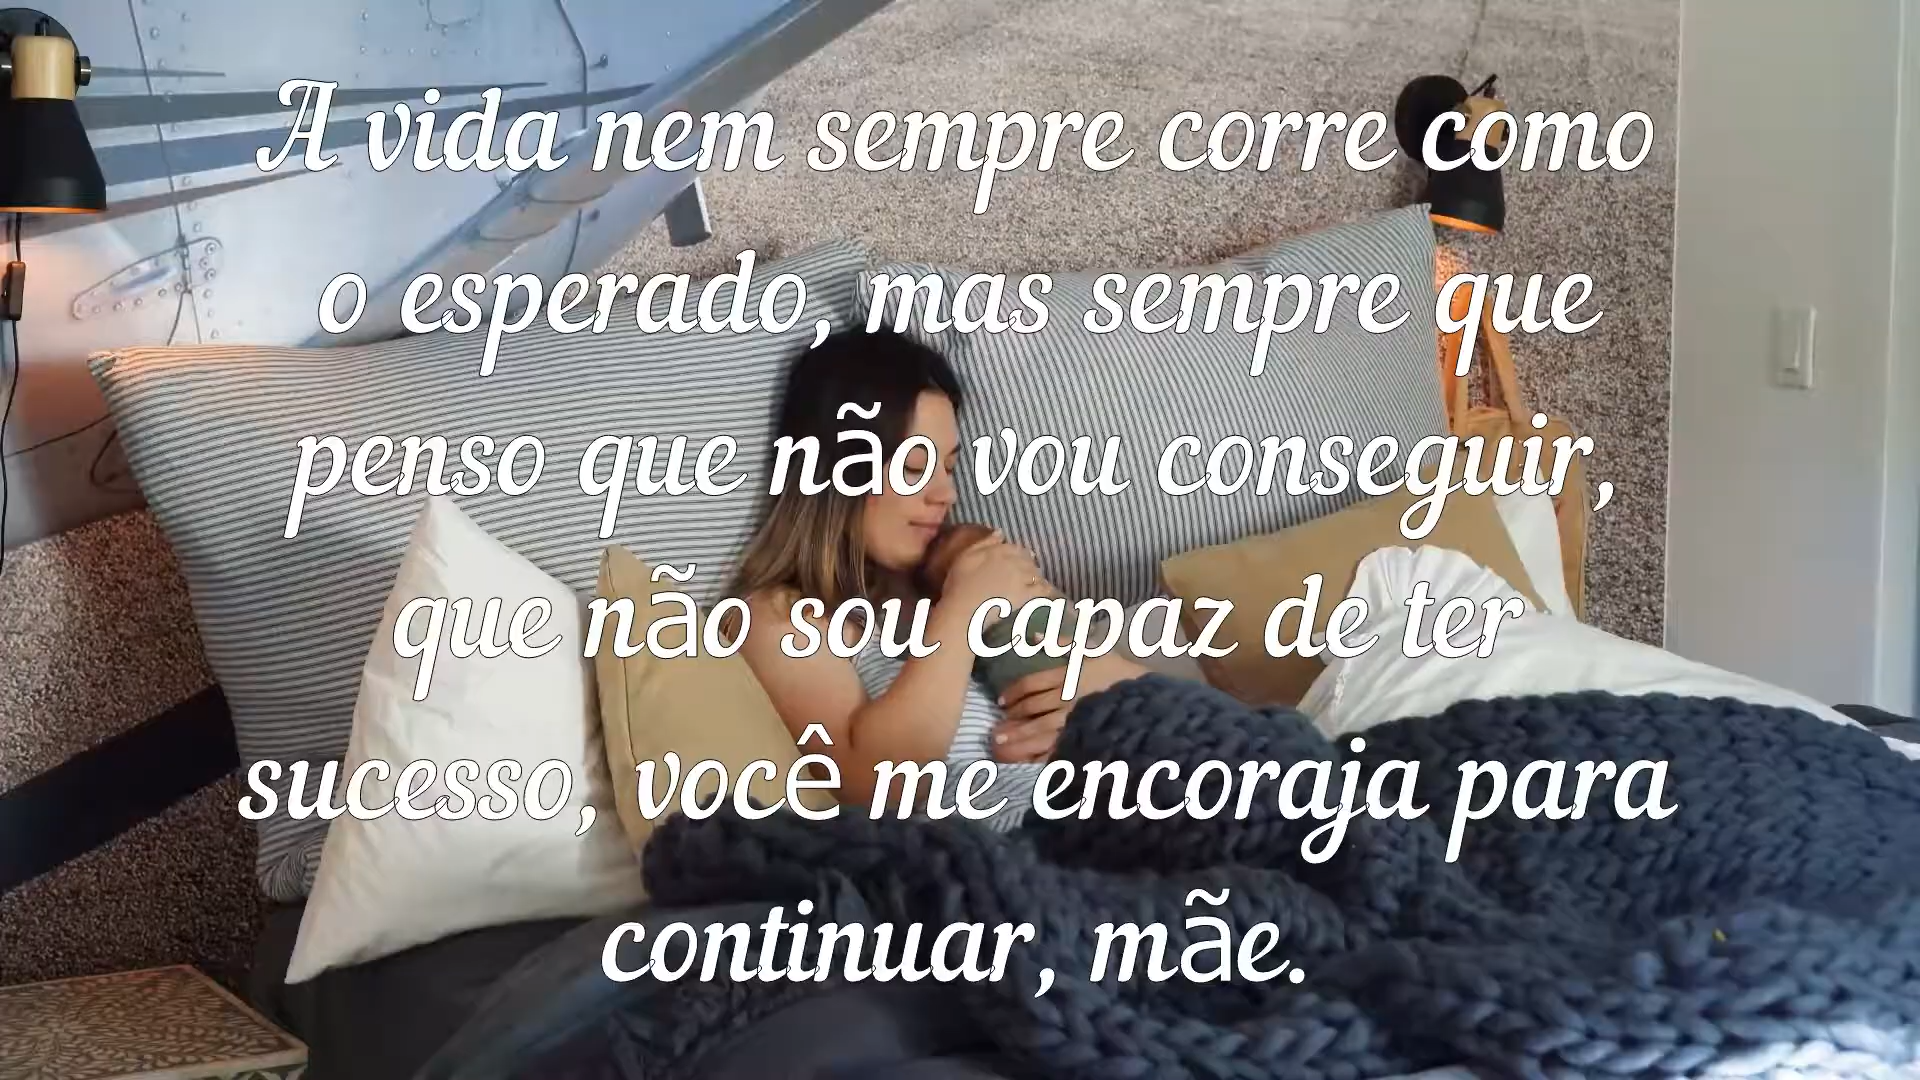 A vida nem sempre corre como
o esperado, mas sempre que
penso que não vou conseguir,
que não sou capaz de ter
sucesso, você me encoraja para
continuar, mãe.